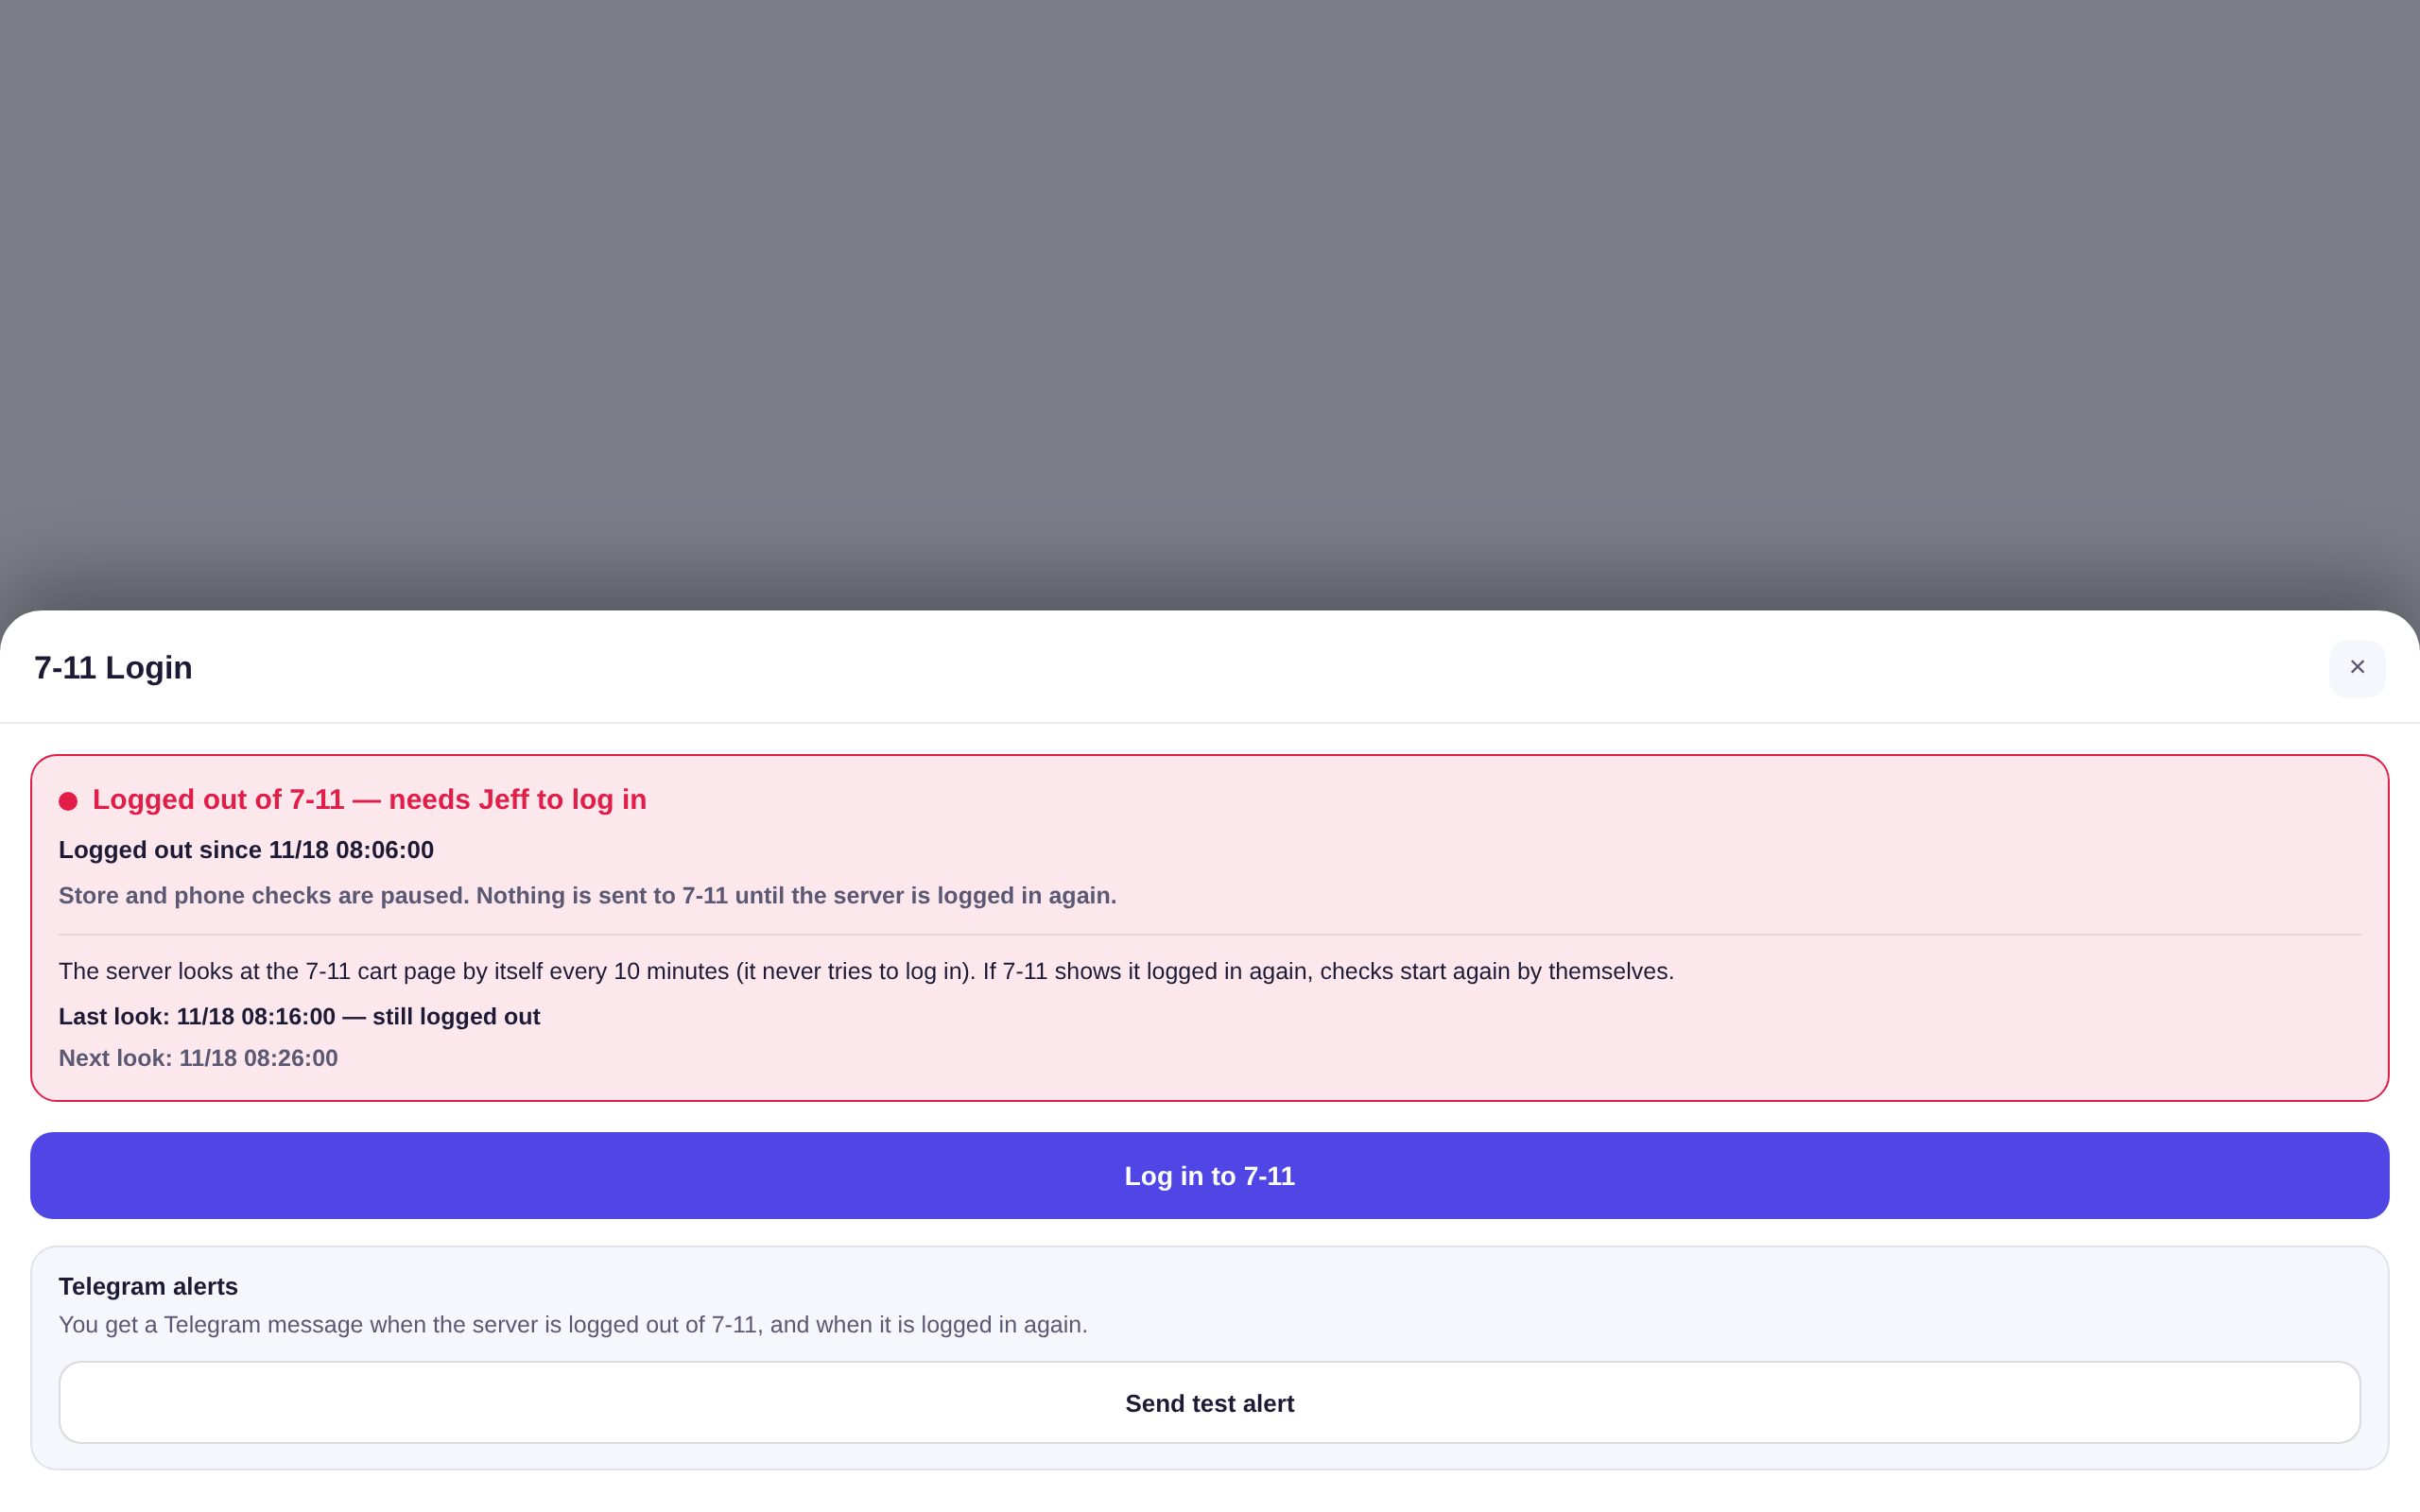 7-11 Login
×
Logged out of 7-11 — needs Jeff to log in
Logged out since 11/18 08:06:00
Store and phone checks are paused. Nothing is sent to 7-11 until the server is logged in again.
The server looks at the 7-11 cart page by itself every 10 minutes (it never tries to log in). If 7-11 shows it logged in again, checks start again by themselves.
Last look: 11/18 08:16:00 — still logged out
Next look: 11/18 08:26:00
Log in to 7-11
Telegram alerts
You get a Telegram message when the server is logged out of 7-11, and when it is logged in again.
Send test alert